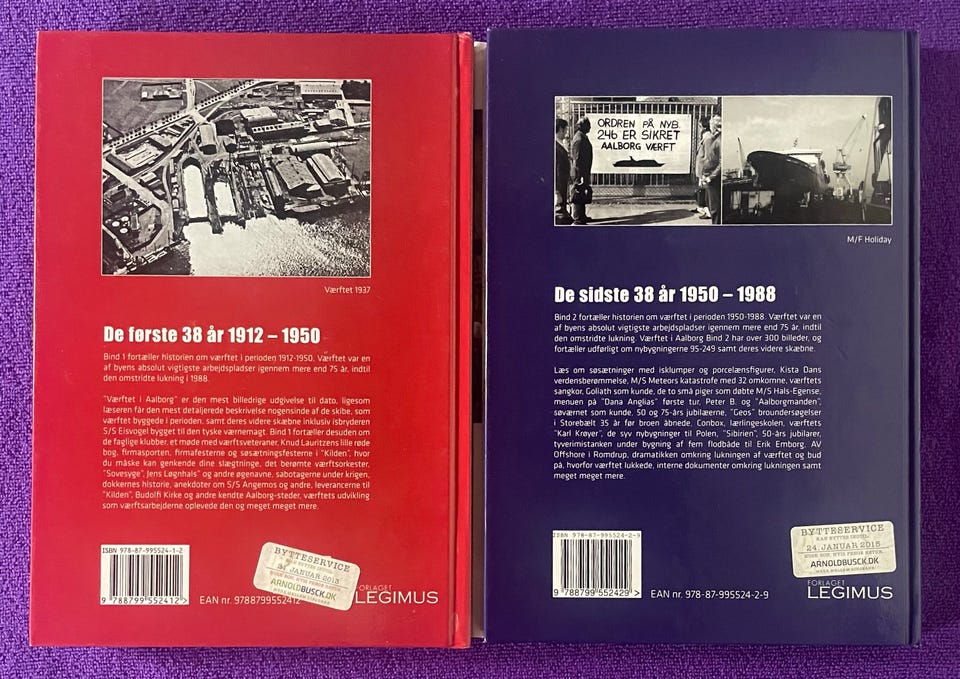 Værftet 1937
De første 38 år 1912 – 1950
Bind 1 fortæller historien om værftet i perioden 1912-1950. Værftet var en
af byens absolut vigtigste arbejdspladser igennem mere end 75 år, indtil
den omstridte lukning i 1988.
"Værftet i Aalborg" er den mest billedrige udgivelse til dato, ligesom
læseren får den mest detaljerede beskrivelse nogensinde af de skibe, som
værftet byggede i perioden, samt deres videre skæbne inklusiv isbryderen
S/S Eisvogel bygget til den tyske værnemagt. Bind 1 fortæller desuden om
de faglige klubber, et møde med værftsveteraner, Knud Lauritzens lille røde
bog, firmasporten, firmafesterne og søsætningsfesterne i "Kilden", hvor
du måske kan genkende dine slægtninge, det berømte værftsorkester,
"Sovesyge", Jens Løgnhals" og andre øgenavne, sabotagerne under krigen,
dokkernes historie, anekdoter om S/S Angemos og andre, leverancerne til
"Kilden", Budolfi Kirke og andre kendte Aalborg-steder, værftets udvikling
som værftsarbejderne oplevede den og meget meget mere.
ISBN 978-87-995524-1-2
9 788799 552412 >
EAN nr. 9788799552412
BYTTESERVICE
KAN BYTTES INDTIL:
JANUAR 2015
HUSK BON, HVIS PENGE RETUR.
ARNOLDBUSCK.DK
FORLAGET
LEGIMUS
ORDREN PÅ NYB.
246 ER SIKRET
AALBORG VÆRFT
M/F Holiday
De sidste 38 år 1950 – 1988
Bind 2 fortæller historien om værftet i perioden 1950-1988. Værftet var en
af byens absolut vigtigste arbejdspladser igennem mere end 75 år, indtil
den omstridte lukning. Værftet i Aalborg Bind 2 har over 300 billeder, og
fortæller udførligt om nybygningerne 95-249 samt deres videre skæbne.
Læs om søsætninger med isklumper og porcelænsfigurer, Kista Dans
verdensberømmelse, M/S Meteors katastrofe med 32 omkomne, værftets
sangkor, Goliath som kunde, de to små piger som døbte M/S Hals-Egense,
menuen på "Dana Anglias" første tur, Peter B. og "Aalborgmanden",
søværnet som kunde, 50 og 75-års jubilæerne, "Geos" broundersøgelser
i Storebælt 35 år før broen åbnede. Conbox, lærlingeskolen, værftets
"Karl Krøyer", de syv nybygninger til Polen, "Sibirien", 50-års jubilarer,
tyverimistanken under bygning af fem flodbåde til Erik Emborg, AV
Offshore i Romdrup, dramatikken omkring lukningen af værftet og bud
på, hvorfor værftet lukkede, interne dokumenter omkring lukningen samt
meget meget mere.
ISBN 978-87-995524-2-9
9 788799 552429 >
EAN nr. 978-87-995524-2-9
BYTTESERVICE
KAN BYTTES INDTIL:
24. JANUAR 2015
HUSK BON, HVIS PENGE RETUR.
ARNOLDBUSCK.DK
FORLAGET
LEGIMUS